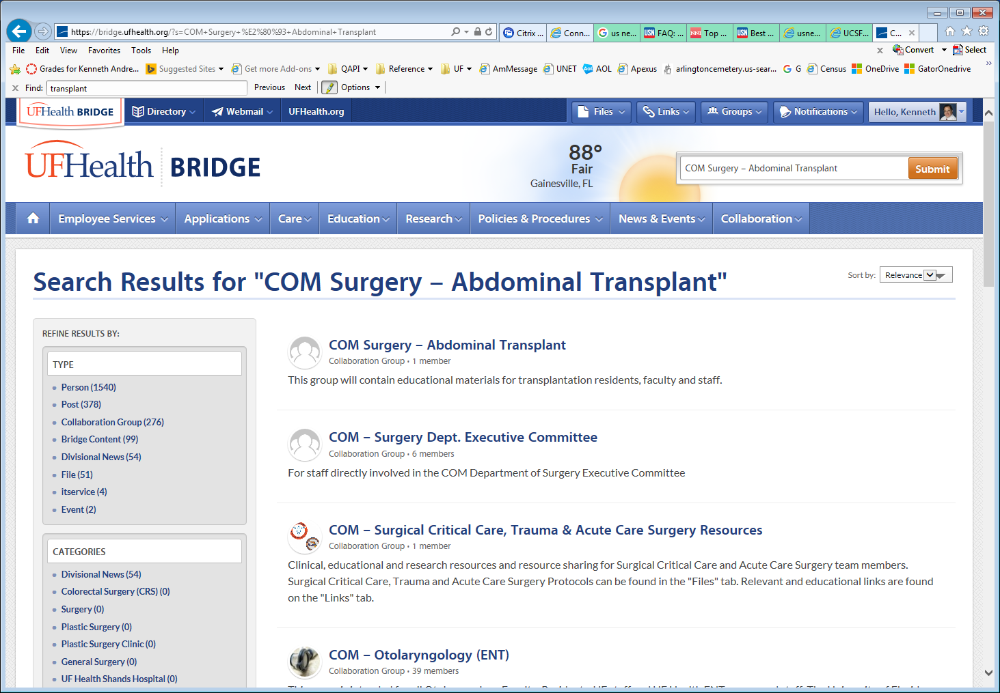 https://bridge.ufhealth.org/?s=COM+Surgery+%E2%80%93+Abdominal+Transplant
Citrix ...
Conn...
us ne...
FAQ: ...
Top ...
Best ...
usne...
UCSF...
C...
File Edit View Favorites Tools Help
x Convert Select
Grades for Kenneth Andre...
Suggested Sites
Get more Add-ons
QAPI
Reference
UF
AmMessage
UNET
AOL
Apexus
arlingtoncemetery.us-sear...
G
Census
OneDrive
GatorOnedrive
x Find: transplant Previous Next Options
UFHealth BRIDGE Directory Webmail UFHealth.org Files Links Groups Notifications Hello, Kenneth
UFHealth BRIDGE
88°
Fair
Gainesville, FL
COM Surgery – Abdominal Transplant Submit
Employee Services Applications Care Education Research Policies & Procedures News & Events Collaboration
Search Results for "COM Surgery – Abdominal Transplant"
Sort by: Relevance
REFINE RESULTS BY:
TYPE
Person (1540)
Post (378)
Collaboration Group (276)
Bridge Content (99)
Divisional News (54)
File (51)
itservice (4)
Event (2)
CATEGORIES
Divisional News (54)
Colorectal Surgery (CRS) (0)
Surgery (0)
Plastic Surgery (0)
Plastic Surgery Clinic (0)
General Surgery (0)
UF Health Shands Hospital (0)
COM Surgery – Abdominal Transplant
Collaboration Group • 1 member
This group will contain educational materials for transplantation residents, faculty and staff.
COM – Surgery Dept. Executive Committee
Collaboration Group • 6 members
For staff directly involved in the COM Department of Surgery Executive Committee
COM – Surgical Critical Care, Trauma & Acute Care Surgery Resources
Collaboration Group • 1 member
Clinical, educational and research resources and resource sharing for Surgical Critical Care and Acute Care Surgery team members.
Surgical Critical Care, Trauma and Acute Care Surgery Protocols can be found in the "Files" tab. Relevant and educational links are found
on the "Links" tab.
COM – Otolaryngology (ENT)
Collaboration Group • 39 members